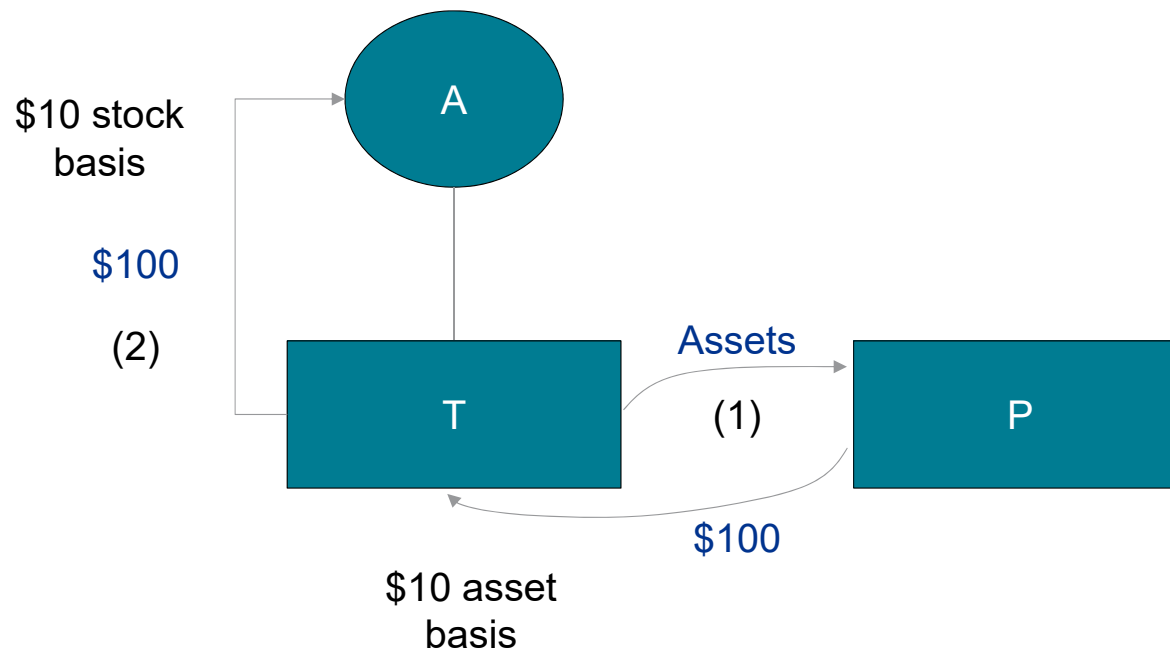 A
$10 stock
basis
$100
(2)
Assets
T
(1)
P
$100
$10 asset
basis